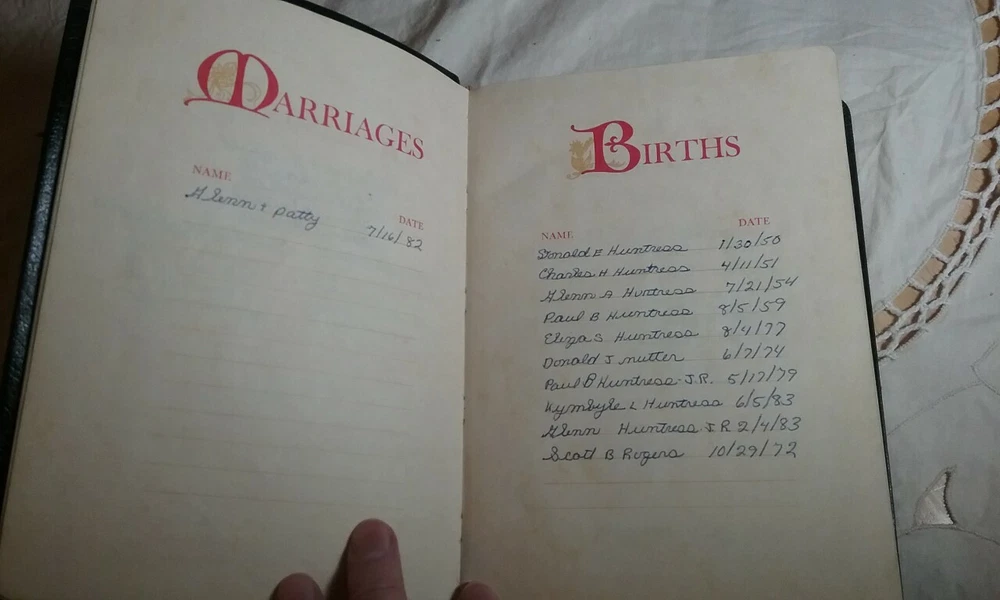 MARRIAGES
NAME DATE
Glenn + Patty 7/16/82
BIRTHS
NAME DATE
Donald E Huntress 1/30/50
Charles H Huntress 4/11/51
Glenn A Huntress 7/21/54
Paul B Huntress 8/5/59
Eliza S. Huntress 8/4/77
Donald J nutter 6/7/74
Paul B Huntress J.R. 5/17/79
Kymbyle L Huntress 6/5/83
Glenn Huntress J R 2/4/83
Scott B Rogers 10/29/72